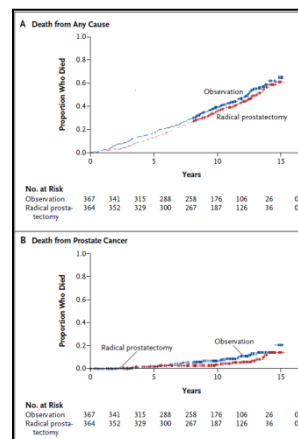 A Death from Any Cause
Proportion Who Died
1.0
0.8
0.6
0.4
0.2
0.0
Observation
Radical prostatectomy
0 5 10 15
Years
No. at Risk
Observation 367 341 315 288 258 176 106 26 0
Radical prosta- 364 352 329 300 267 187 126 36 0
tectomy
B Death from Prostate Cancer
Proportion Who Died
1.0
0.8
0.6
0.4
0.2
0.0
Radical prostatectomy
Observation
0 5 10 15
Years
No. at Risk
Observation 367 341 315 288 258 176 106 26 0
Radical prosta- 364 352 329 300 267 187 126 36 0
tectomy